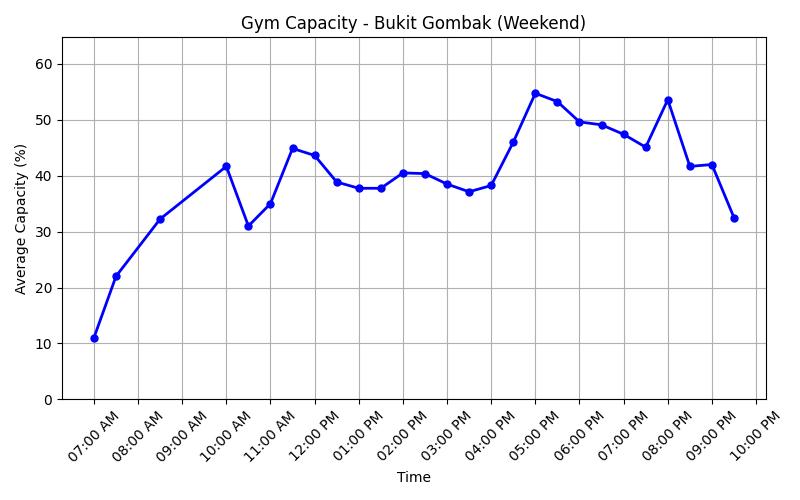 Gym Capacity - Bukit Gombak (Weekend)
Average Capacity (%)
60
50
40
30
20
10
0
07:00 AM
08:00 AM
09:00 AM
10:00 AM
11:00 AM
12:00 PM
01:00 PM
02:00 PM
03:00 PM
04:00 PM
05:00 PM
06:00 PM
07:00 PM
08:00 PM
09:00 PM
10:00 PM
Time